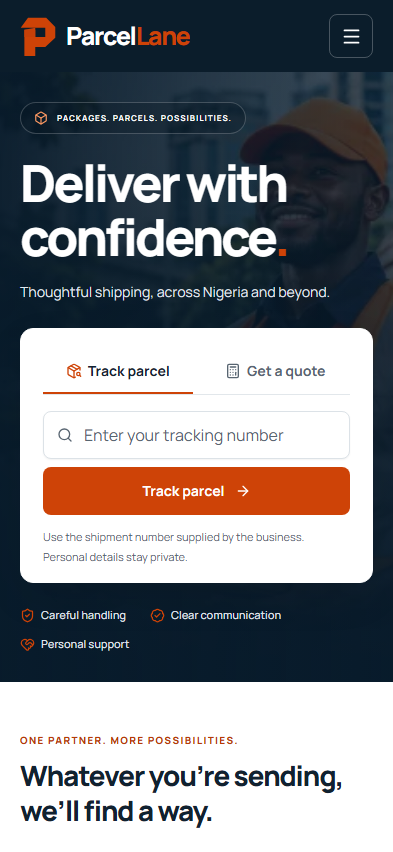 ParcelLane
PACKAGES. PARCELS. POSSIBILITIES.
Deliver with
confidence.
Thoughtful shipping, across Nigeria and beyond.
Track parcel
Get a quote
Enter your tracking number
Track parcel
Use the shipment number supplied by the business.
Personal details stay private.
Careful handling
Clear communication
Personal support
ONE PARTNER. MORE POSSIBILITIES.
Whatever you’re sending,
we’ll find a way.